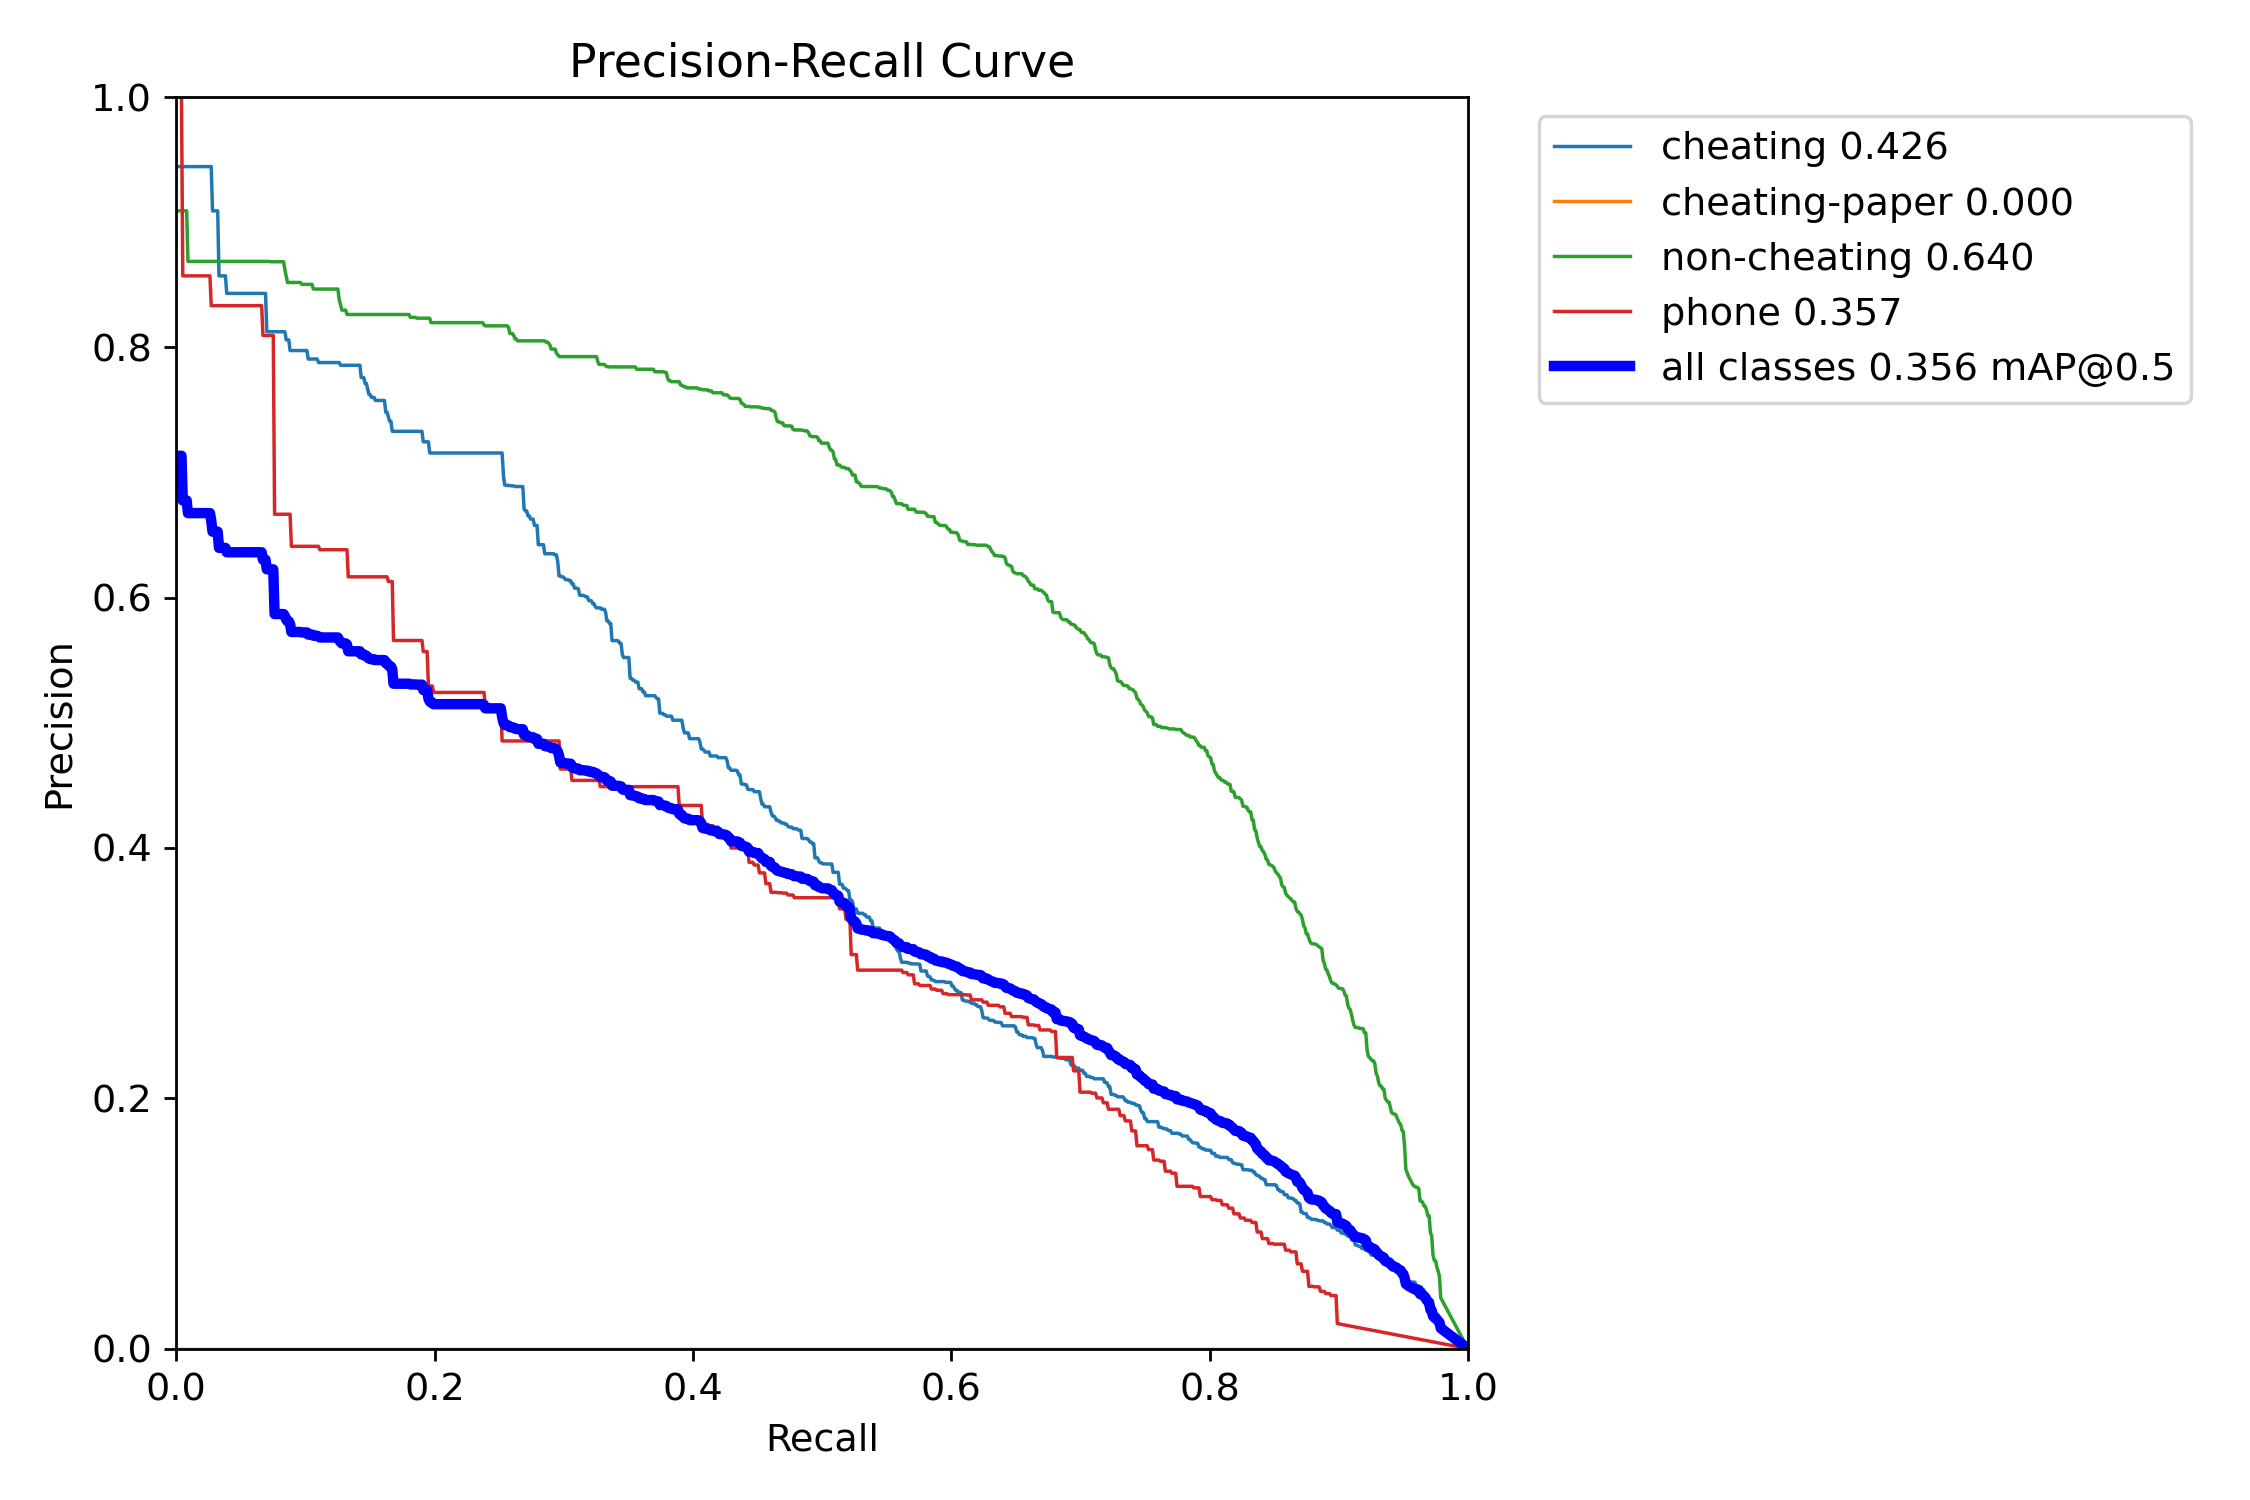 Precision-Recall Curve
1.0
0.8
0.6
0.4
0.2
0.0
Precision
0.0 0.2 0.4 0.6 0.8 1.0
Recall
cheating 0.426
cheating-paper 0.000
non-cheating 0.640
phone 0.357
all classes 0.356 mAP@0.5